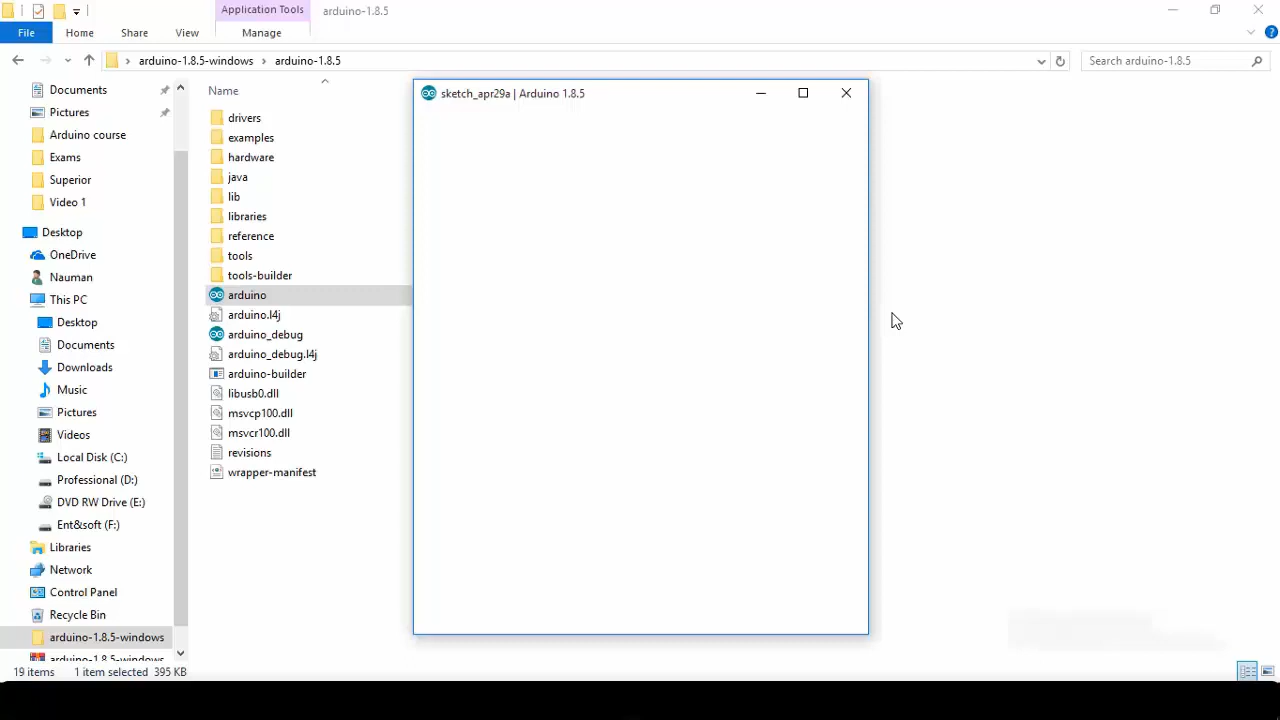 Application Tools
arduino-1.8.5
File
Home
Share
View
Manage
arduino-1.8.5-windows
arduino-1.8.5
Search arduino-1.8.5
Documents
Pictures
Arduino course
Exams
Superior
Video 1
Desktop
OneDrive
Nauman
This PC
Desktop
Documents
Downloads
Music
Pictures
Videos
Local Disk (C:)
Professional (D:)
DVD RW Drive (E:)
Ent&soft (F:)
Libraries
Network
Control Panel
Recycle Bin
arduino-1.8.5-windows
arduino-1.8.5-windows
Name
drivers
examples
hardware
java
lib
libraries
reference
tools
tools-builder
arduino
arduino.l4j
arduino_debug
arduino_debug.l4j
arduino-builder
libusb0.dll
msvcp100.dll
msvcr100.dll
revisions
wrapper-manifest
sketch_apr29a | Arduino 1.8.5
19 items 1 item selected 395 KB